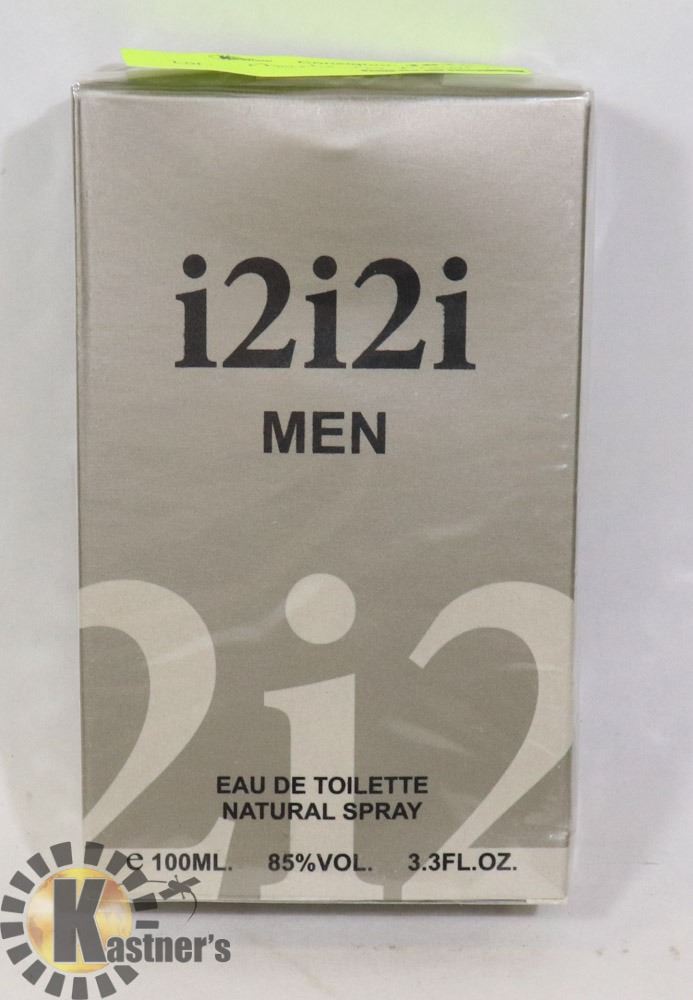 i2i2i
MEN
2i2
EAU DE TOILETTE
NATURAL SPRAY
e 100ML. 85%VOL. 3.3FL.OZ.
Kastner's